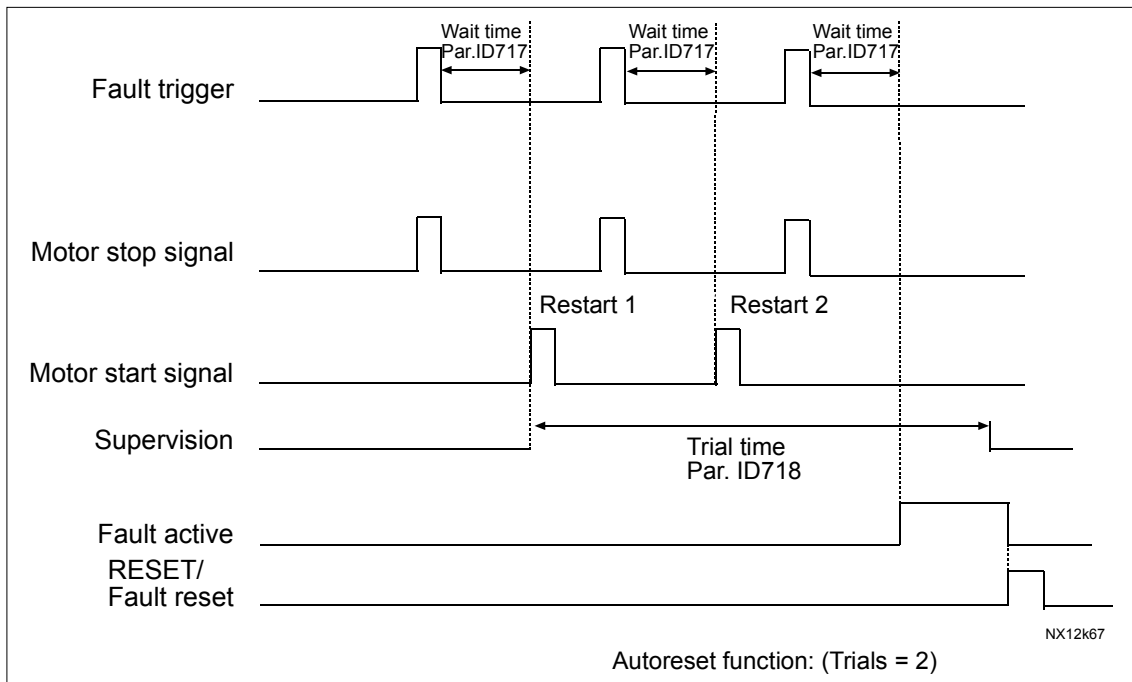 Wait time
Par.ID717
Wait time
Par.ID717
Wait time
Par.ID717
Fault trigger
Motor stop signal
Restart 1
Restart 2
Motor start signal
Supervision
Trial time
Par. ID718
Fault active
RESET/
Fault reset
NX12k67
Autoreset function: (Trials = 2)